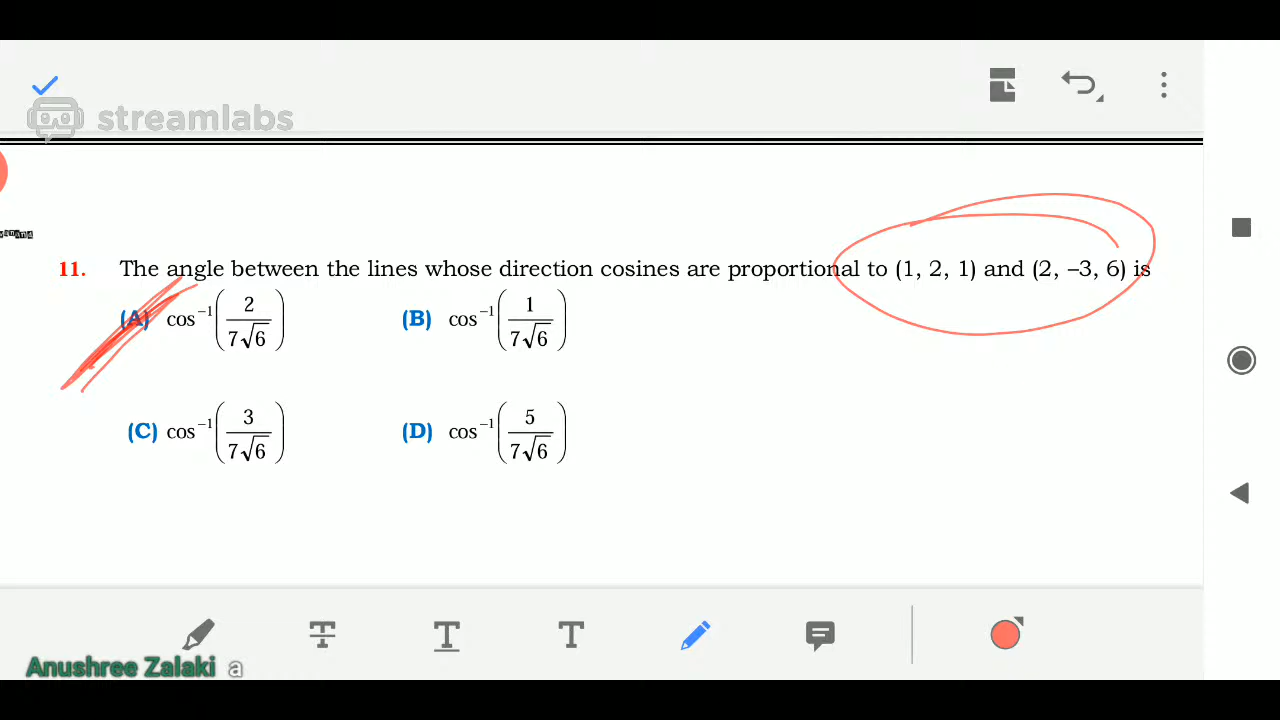 streamlabs
11. The angle between the lines whose direction cosines are proportional to (1, 2, 1) and (2, –3, 6) is
(A) cos⁻¹(2/7√6) (B) cos⁻¹(1/7√6)
(C) cos⁻¹(3/7√6) (D) cos⁻¹(5/7√6)
T T T
Anushree Zalaki a